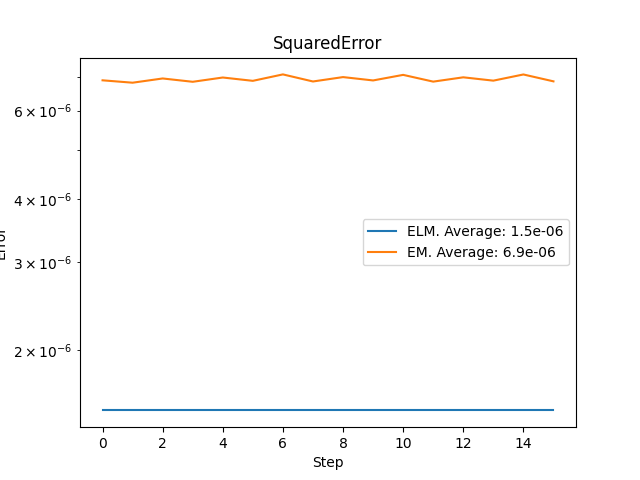 SquaredError
6 × 10⁻⁶
4 × 10⁻⁶
3 × 10⁻⁶
2 × 10⁻⁶
Error
ELM. Average: 1.5e-06
EM. Average: 6.9e-06
0 2 4 6 8 10 12 14
Step